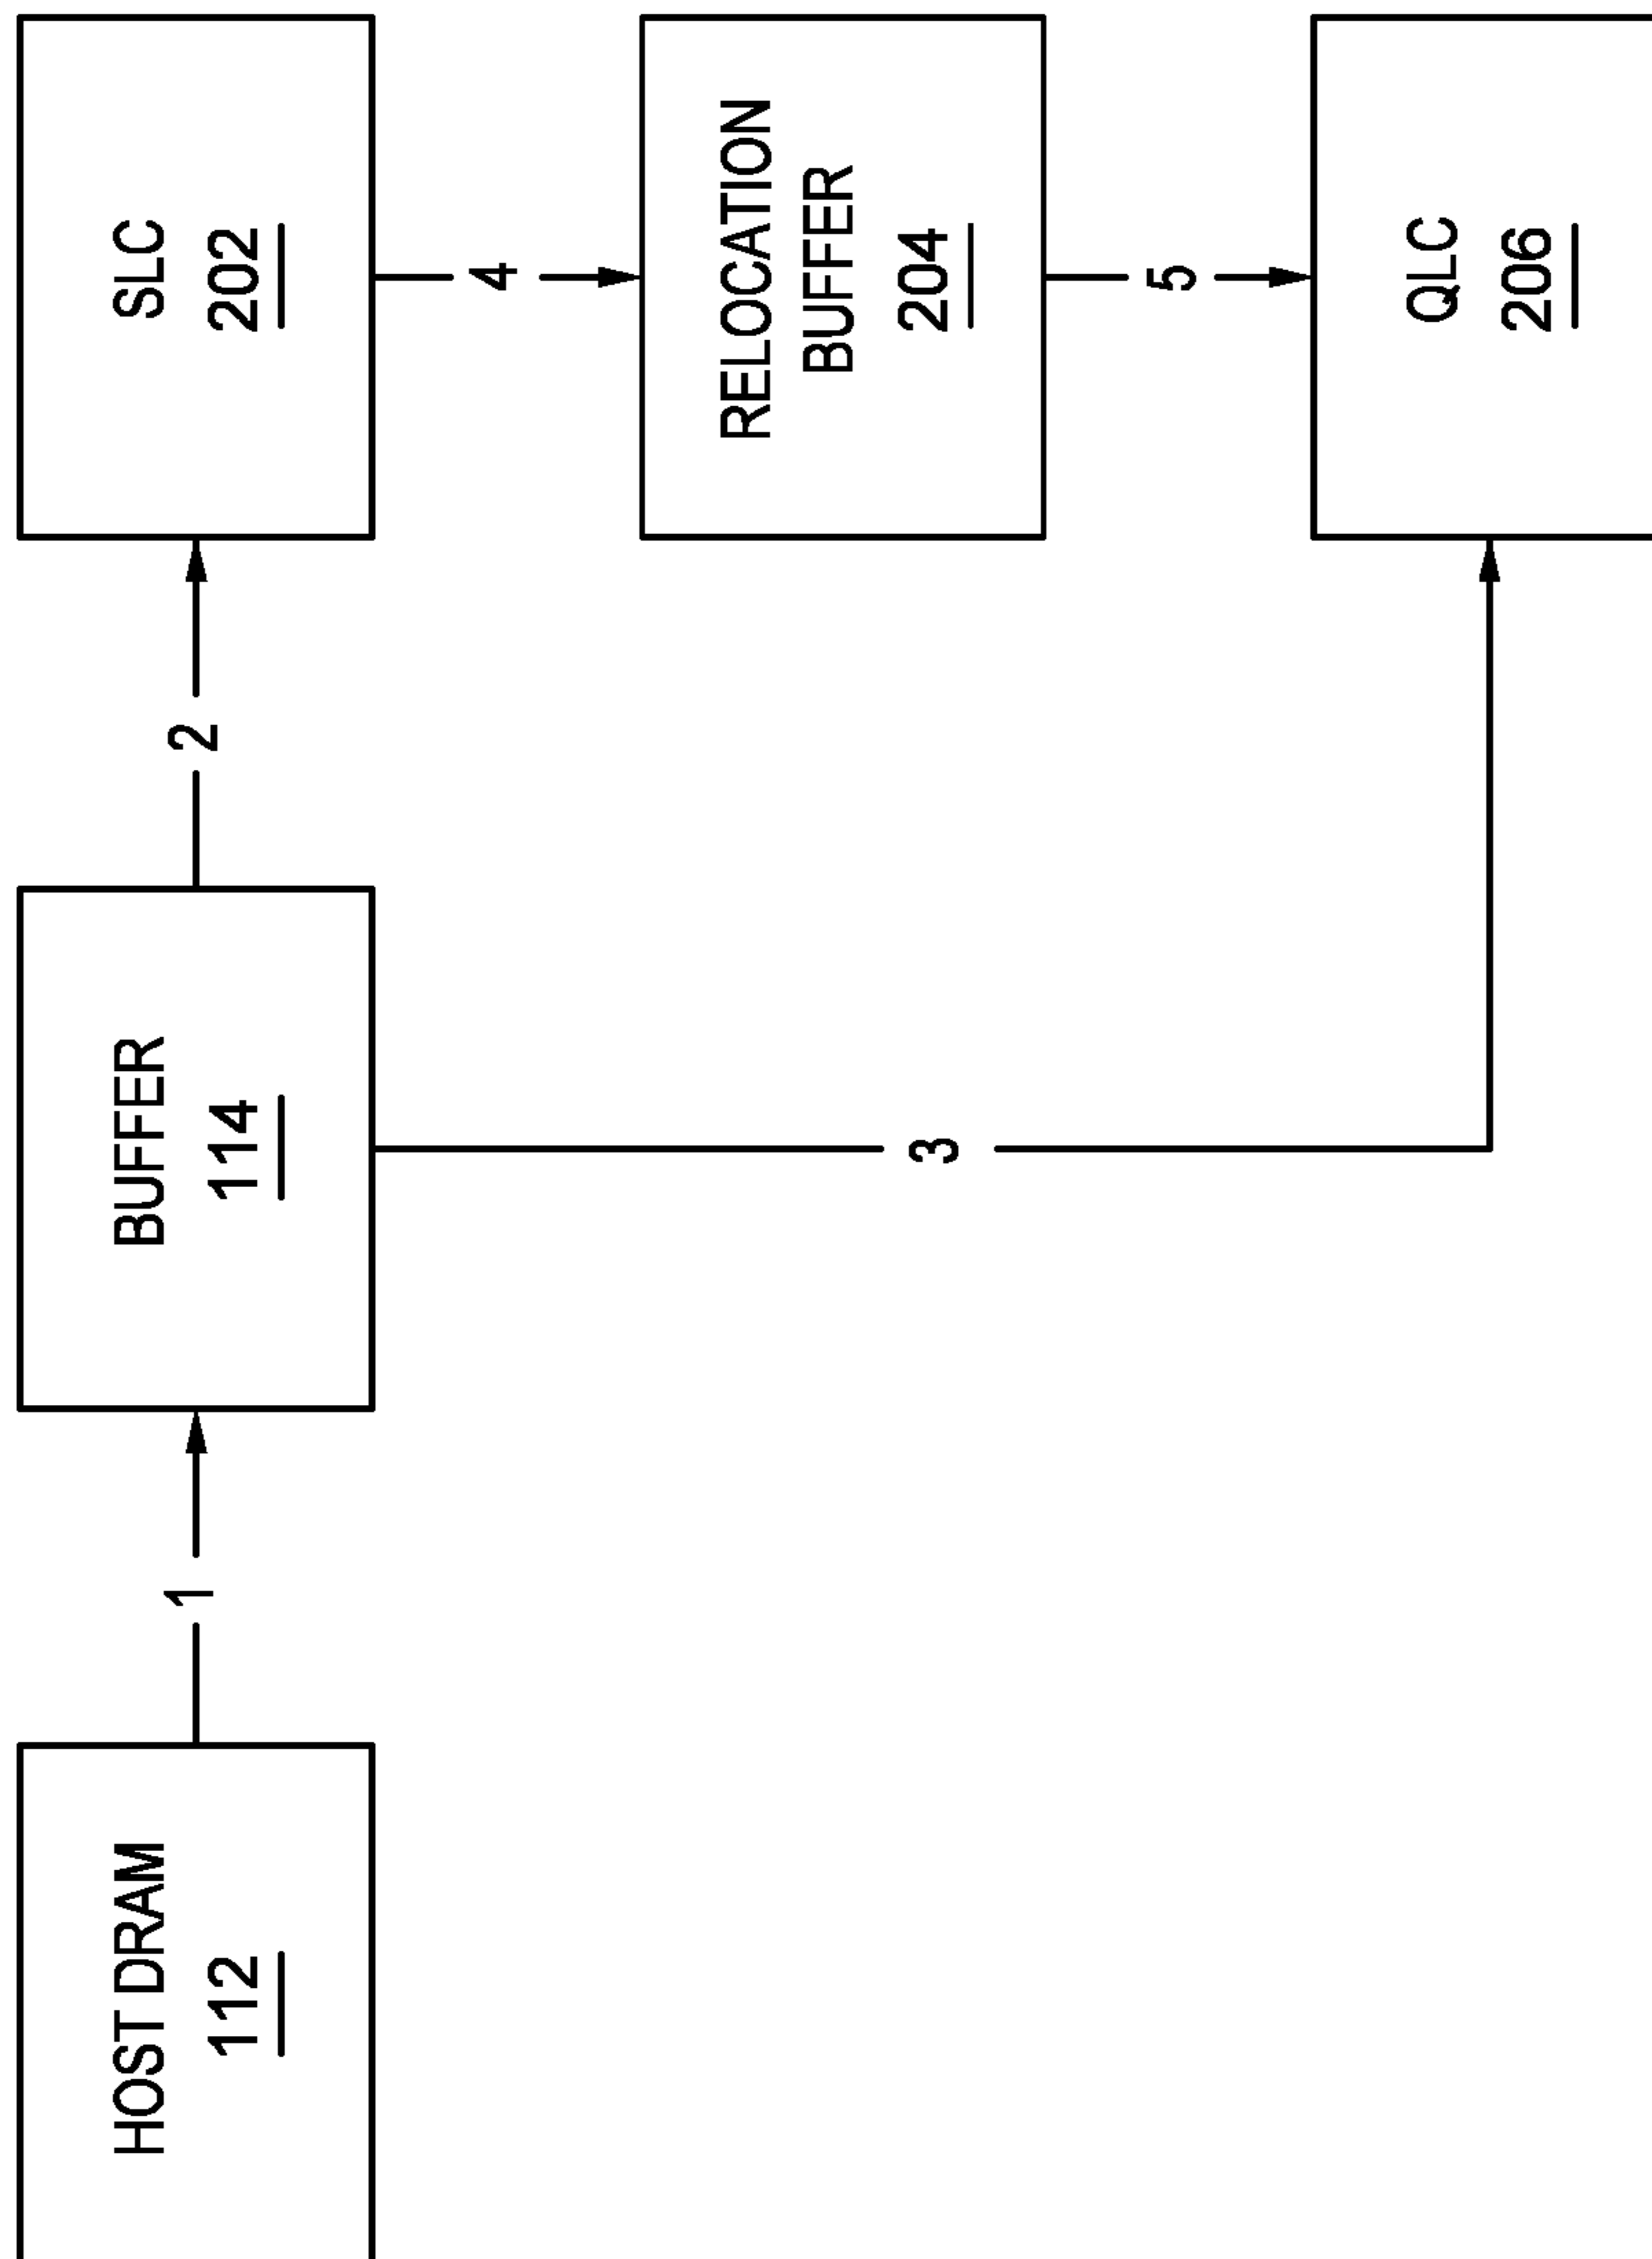 HOST DRAM
112
1
BUFFER
114
2
SLC
202
3
4
RELOCATION
BUFFER
204
5
QLC
206